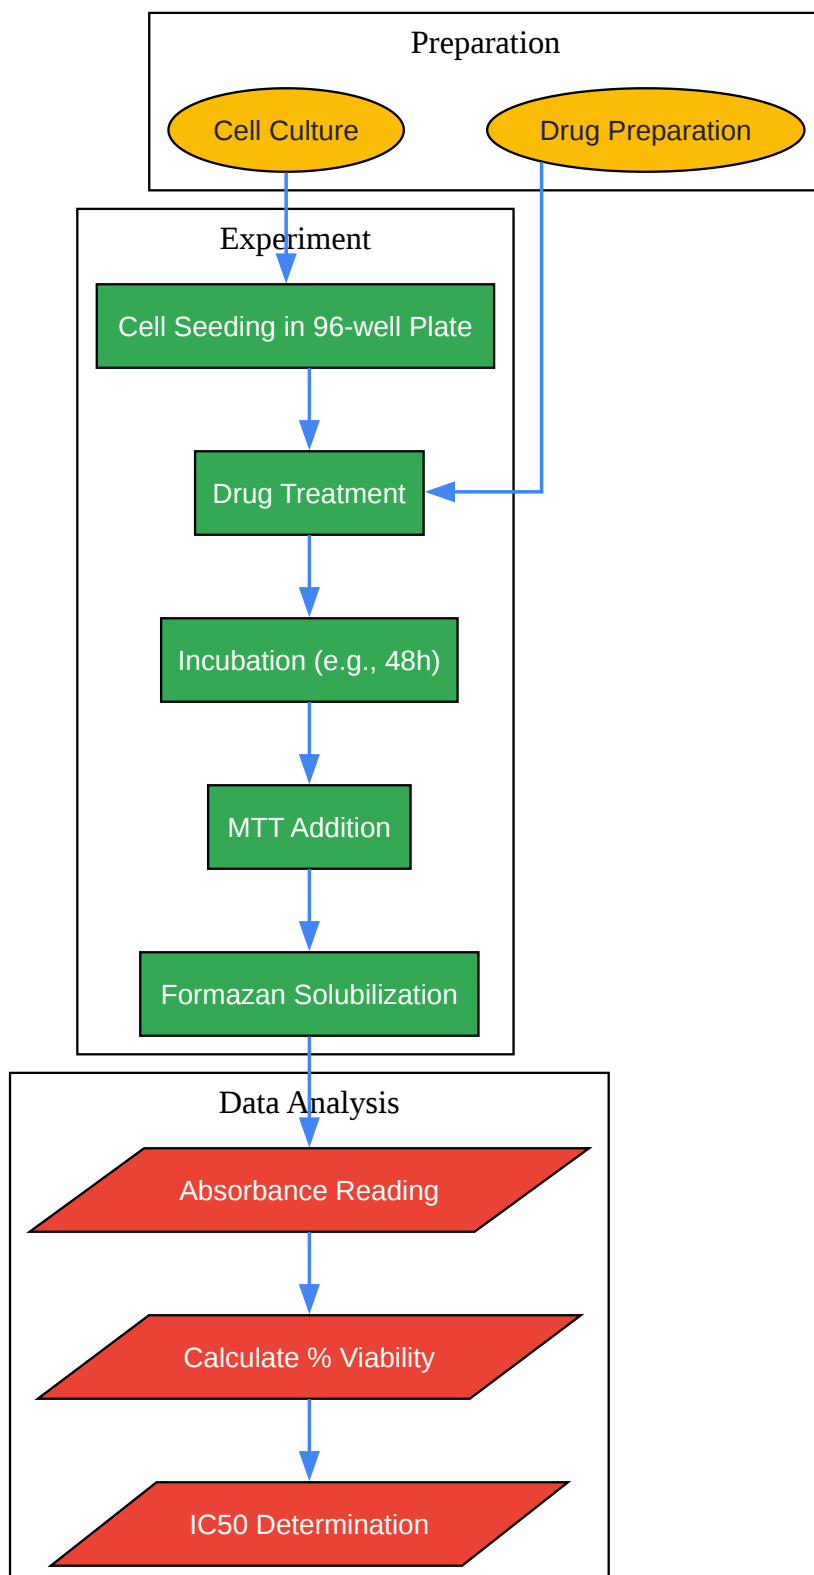 Preparation
Cell Culture
Drug Preparation
Experiment
Cell Seeding in 96-well Plate
Drug Treatment
Incubation (e.g., 48h)
MTT Addition
Formazan Solubilization
Data Analysis
Absorbance Reading
Calculate % Viability
IC50 Determination